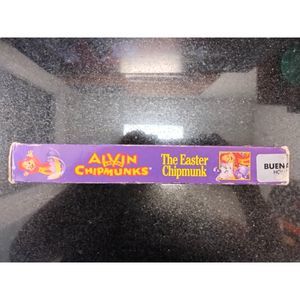 ALVIN
AND THE
CHIPMUNKS
The Easter
Chipmunk
BUENA